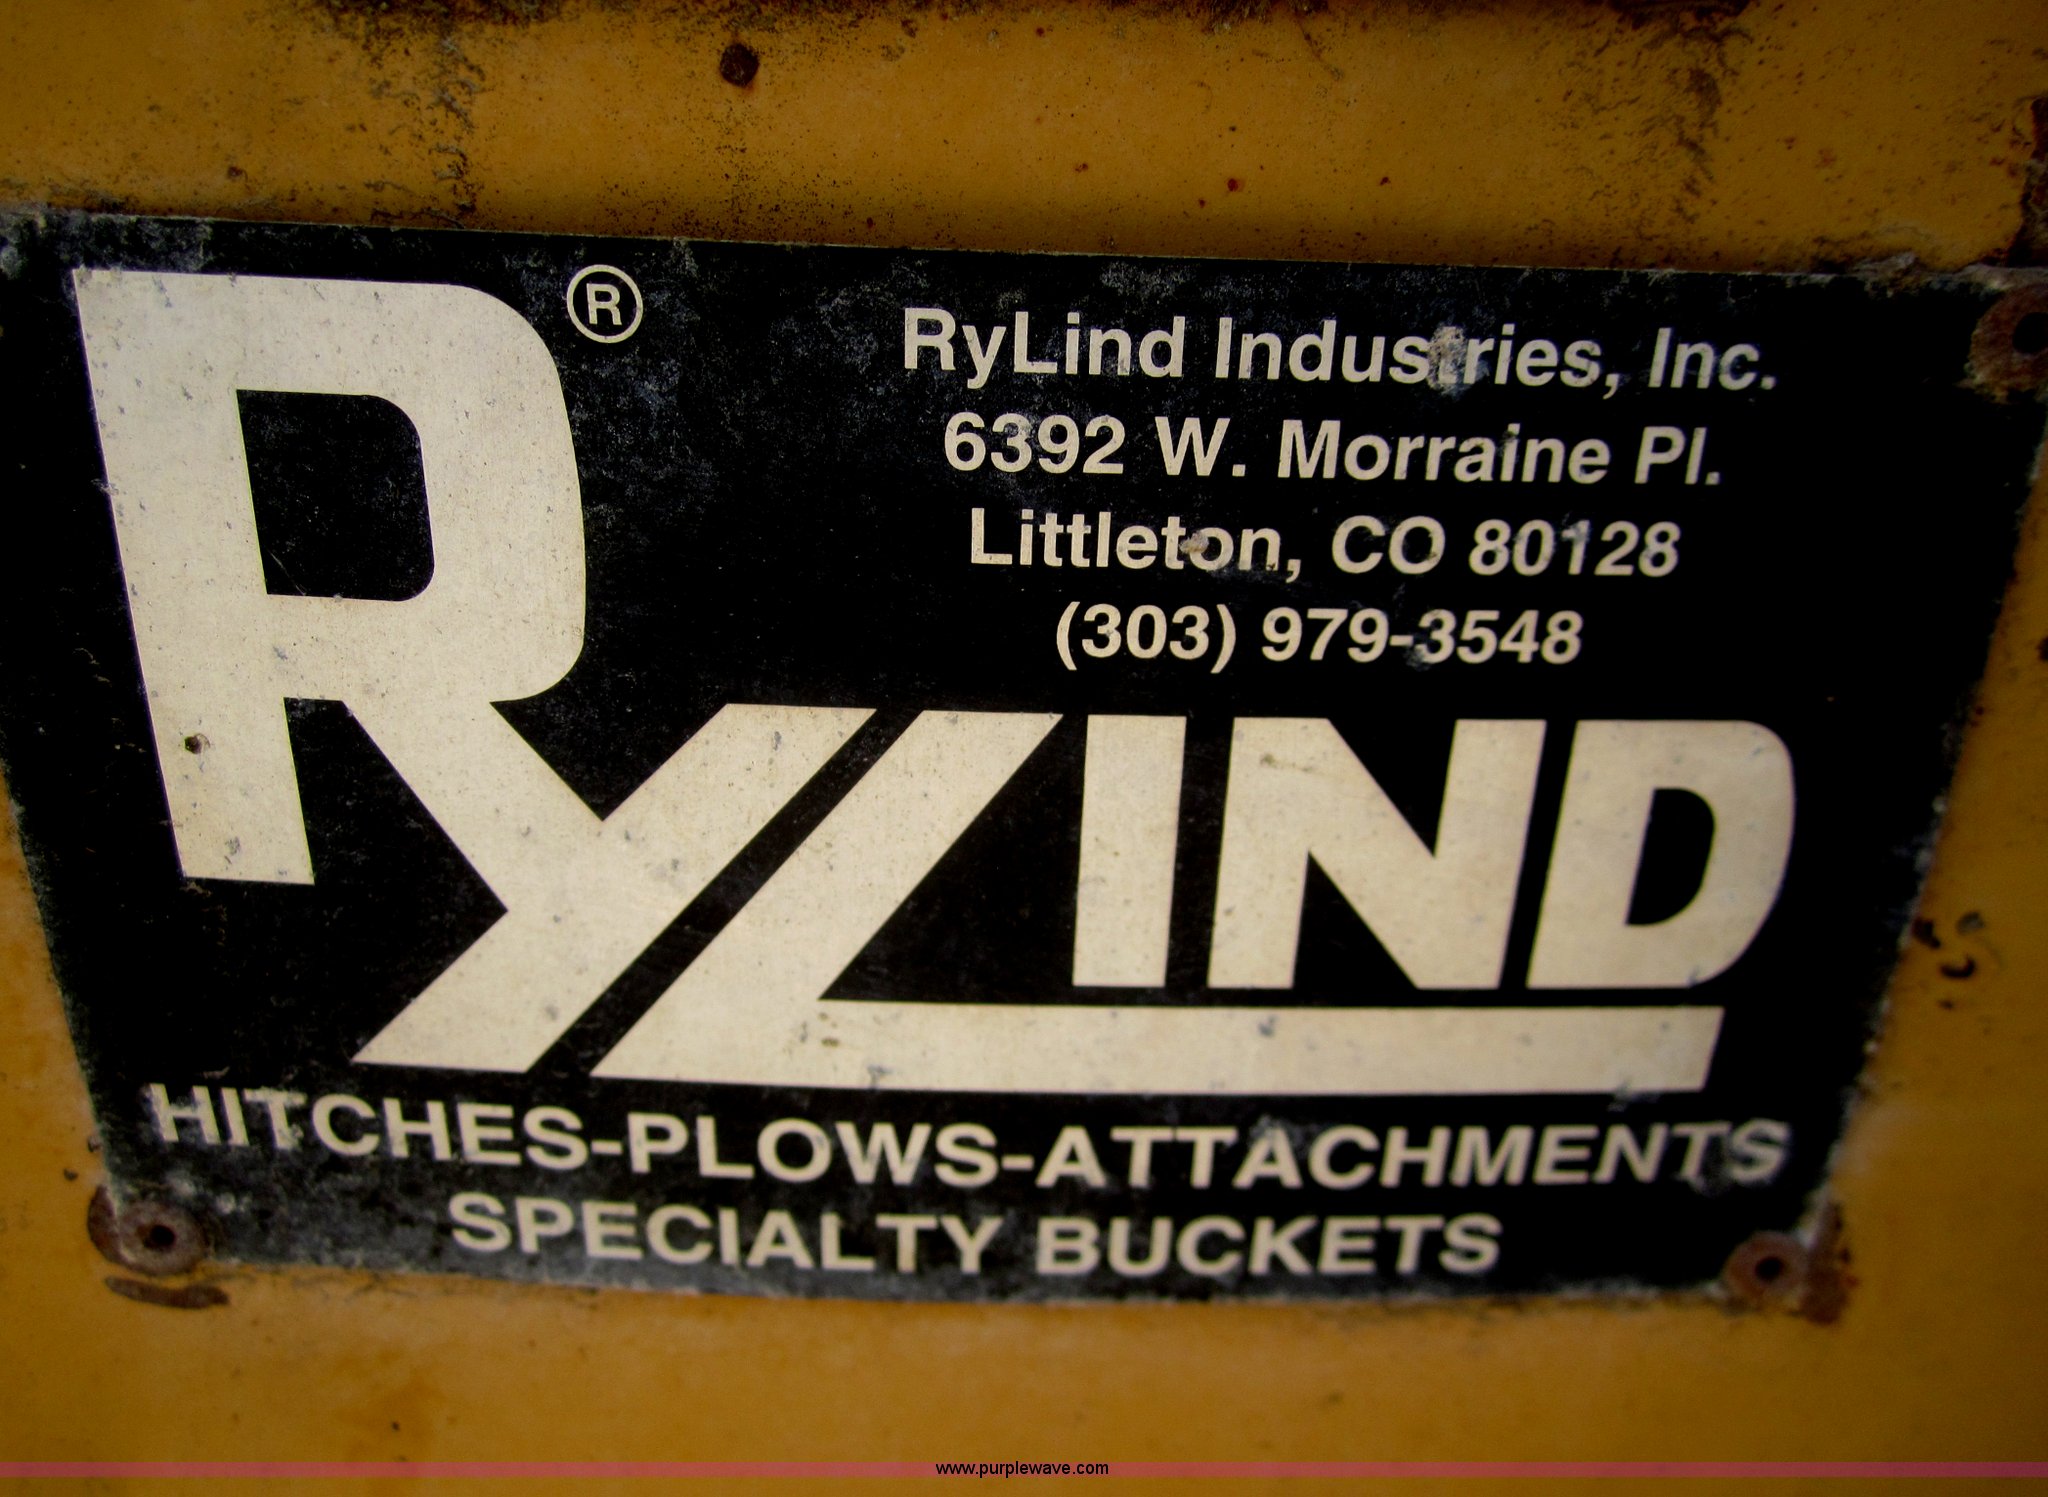 RYLIND®
RyLind Industries, Inc.
6392 W. Morraine Pl.
Littleton, CO 80128
(303) 979-3548
HITCHES-PLOWS-ATTACHMENTS
SPECIALTY BUCKETS
www.purplewave.com